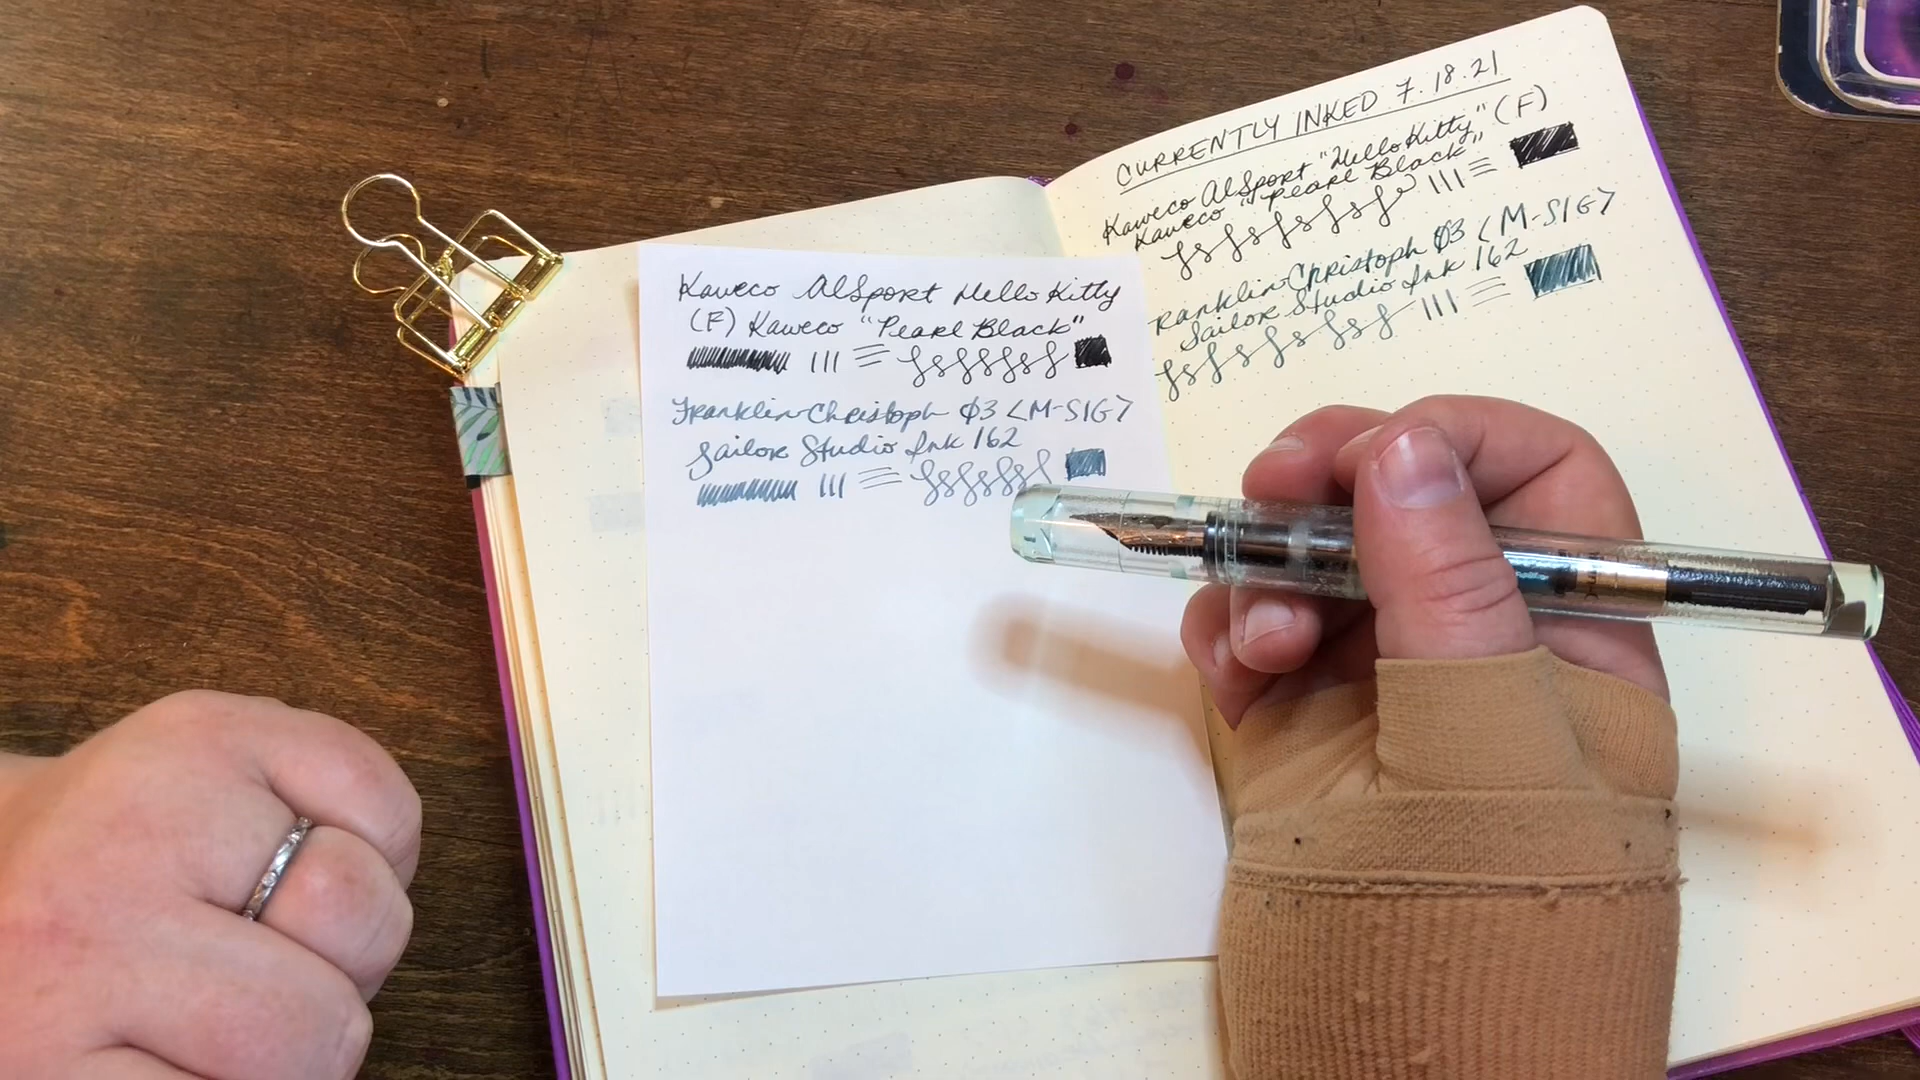 Kaweco AlSport Hello Kitty
(F) Kaweco "Pearl Black"
Franklin-Christoph Ø3 <M-SIG>
Sailor Studio Ink 162
CURRENTLY INKED 7.18.21
Kaweco AlSport "Hello Kitty" (F)
Kaweco "Pearl Black"
ranklin-Christoph Ø3 <M-SIG>
Sailor Studio Ink 162